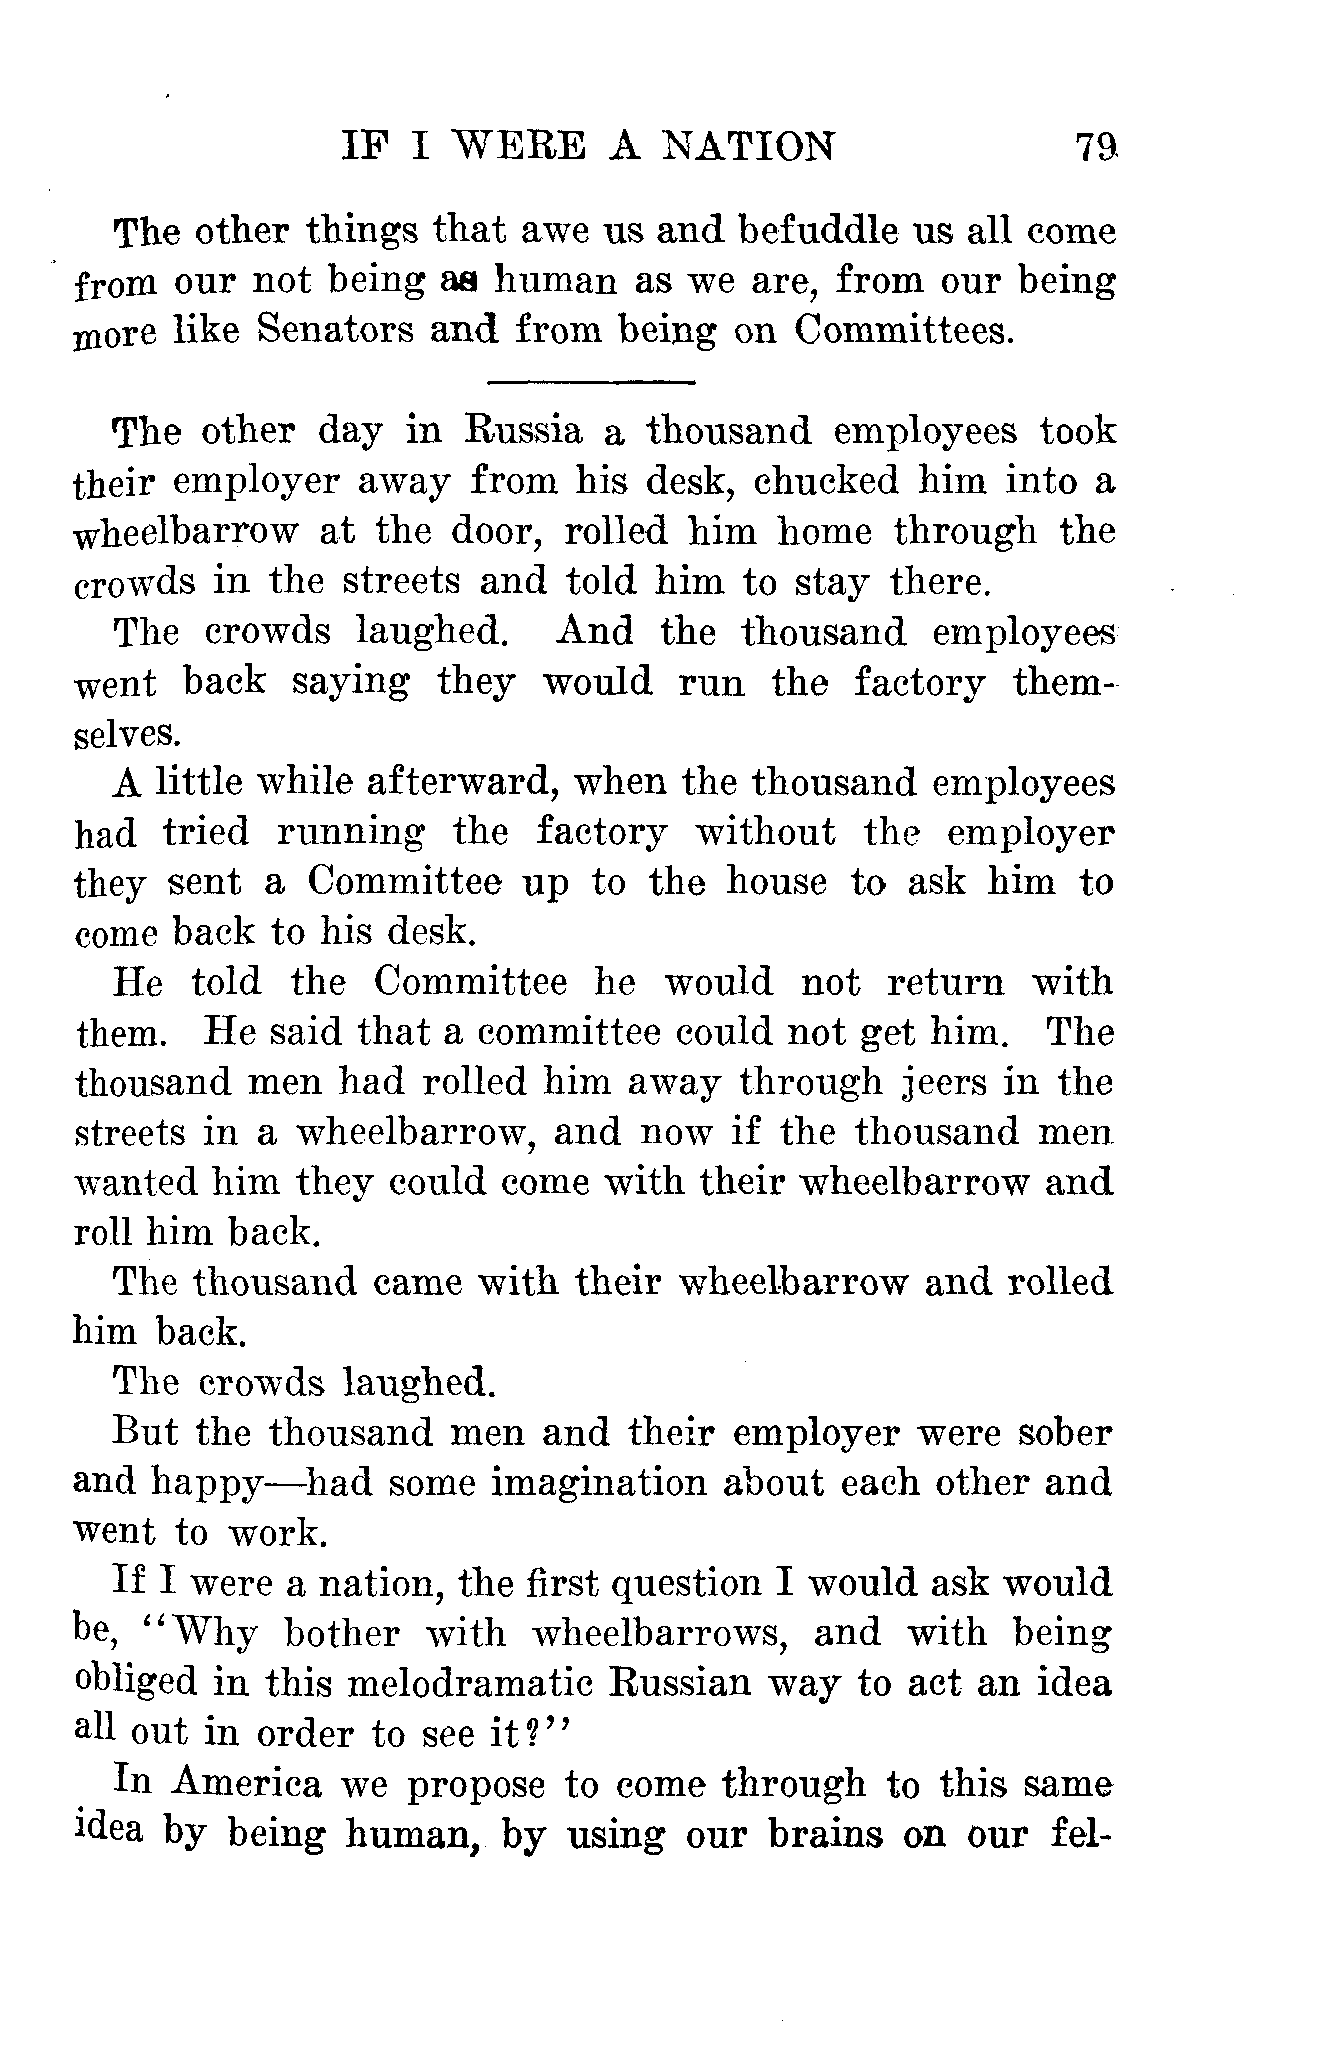 IF I WERE A NATION 79
The other things that awe us and befuddle us all come
from our not being as human as we are, from our being
more like Senators and from being on Committees.
The other day in Russia a thousand employees took
their employer away from his desk, chucked him into a
wheelbarrow at the door, rolled him home through the
crowds in the streets and told him to stay there.
The crowds laughed. And the thousand employees
went back saying they would run the factory them-
selves.
A little while afterward, when the thousand employees
had tried running the factory without the employer
they sent a Committee up to the house to ask him to
come back to his desk.
He told the Committee he would not return with
them. He said that a committee could not get him. The
thousand men had rolled him away through jeers in the
streets in a wheelbarrow, and now if the thousand men
wanted him they could come with their wheelbarrow and
roll him back.
The thousand came with their wheelbarrow and rolled
him back.
The crowds laughed.
But the thousand men and their employer were sober
and happy—had some imagination about each other and
went to work.
If I were a nation, the first question I would ask would
be, “Why bother with wheelbarrows, and with being
obliged in this melodramatic Russian way to act an idea
all out in order to see it?”
In America we propose to come through to this same
idea by being human, by using our brains on our fel-